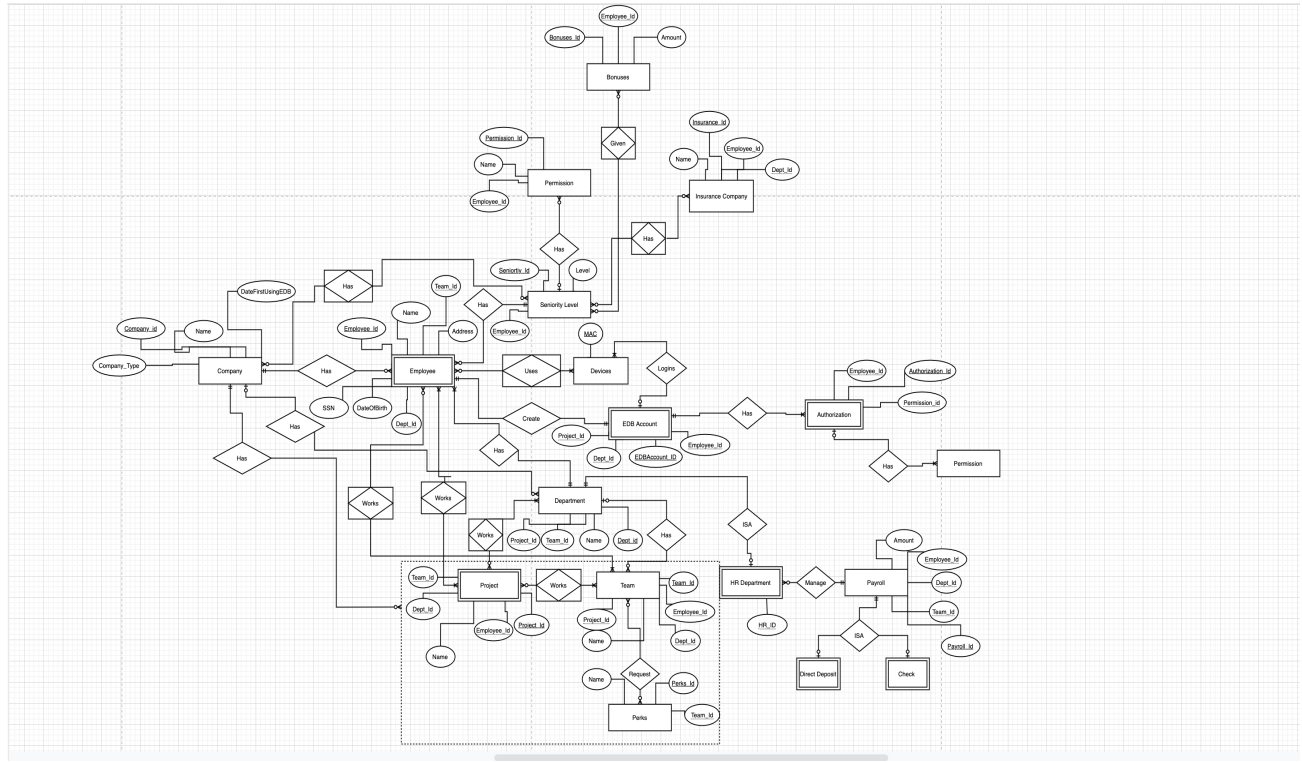 Employee_Id
Bonuses_Id
Amount
Bonuses
Given
Insurance_Id
Permission_Id
Employee_Id
Name
Name
Dept_Id
Permission
Employee_Id
Insurance Company
Has
Has
Seniortiy_Id
Level
Team_Id
Has
DateFirstUsingEDB
Has
Seniority Level
Name
Employee_Id
Address
Employee_Id
MAC
Company_id
Name
Company_Type
Company
Has
Employee
Uses
Devices
Logins
Employee_Id
Authorization_Id
SSN
DateOfBirth
Dept_Id
Create
EDB Account
Has
Authorization
Permission_id
Has
Project_Id
Employee_Id
Has
Has
Dept_Id
EDBAccount_ID
Has
Permission
Works
Works
Department
Works
Project_Id
Team_Id
Name
Dept_id
Has
ISA
Amount
Employee_Id
Team_Id
Project
Works
Team
Team_Id
HR Department
Manage
Payroll
Dept_Id
Dept_Id
Employee_Id
Project_Id
Project_Id
Employee_Id
Team_Id
Name
Dept_Id
HR_ID
ISA
Payroll_Id
Name
Request
Direct Deposit
Check
Name
Perks_Id
Perks
Team_Id